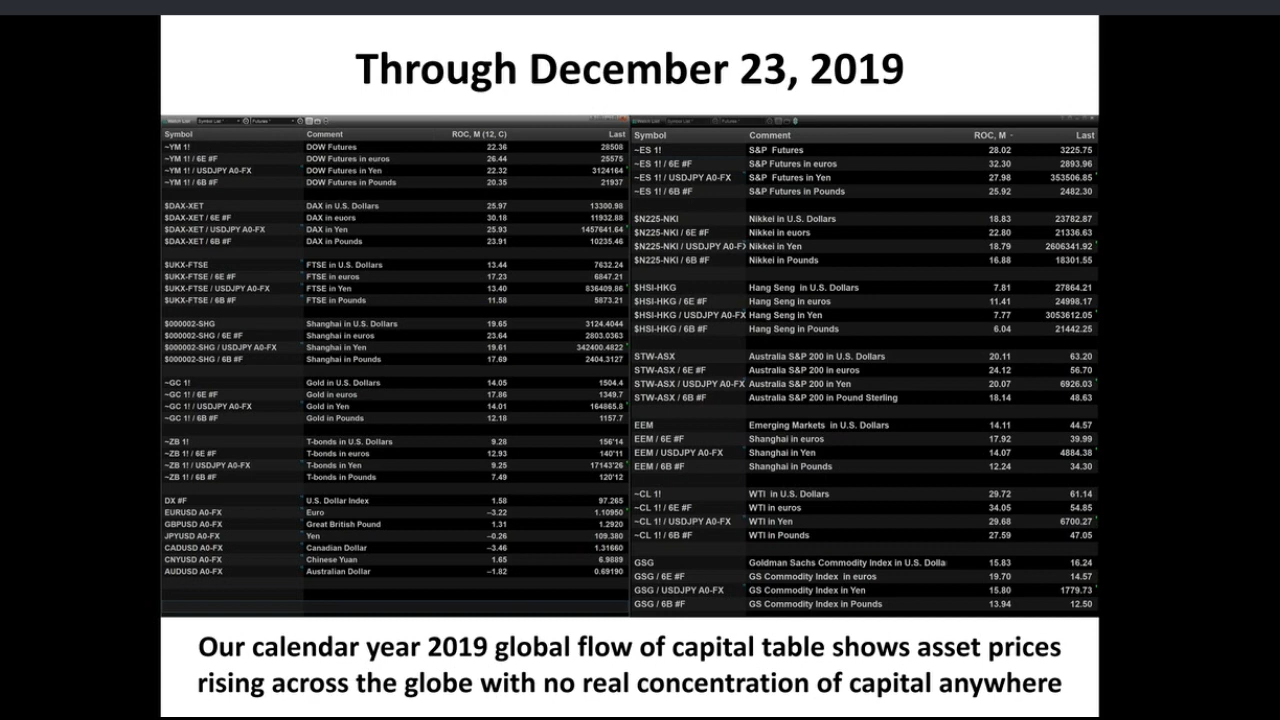 Through December 23, 2019
Symbol Comment ROC, M (12, C) Last
~YM 1! DOW Futures 22.36 28508
~YM 1! / 6E #F DOW Futures in euros 26.44 25575
~YM 1! / USDJPY A0-FX DOW Futures in Yen 22.32 3124164
~YM 1! / 6B #F DOW Futures in Pounds 20.35 21937
$DAX-XET DAX in U.S. Dollars 25.97 13300.98
$DAX-XET / 6E #F DAX in euors 30.18 11932.88
$DAX-XET / USDJPY A0-FX DAX in Yen 25.93 1457641.64
$DAX-XET / 6B #F DAX in Pounds 23.91 10235.46
$UKX-FTSE FTSE in U.S. Dollars 13.44 7632.24
$UKX-FTSE / 6E #F FTSE in euros 17.23 6847.21
$UKX-FTSE / USDJPY A0-FX FTSE in Yen 13.40 836409.86
$UKX-FTSE / 6B #F FTSE in Pounds 11.58 5873.21
$000002-SHG Shanghai in U.S. Dollars 19.65 3124.4044
$000002-SHG / 6E #F Shanghai in euros 23.64 2803.0363
$000002-SHG / USDJPY A0-FX Shanghai in Yen 19.61 342400.4822
$000002-SHG / 6B #F Shanghai in Pounds 17.69 2404.3127
~GC 1! Gold in U.S. Dollars 14.05 1504.4
~GC 1! / 6E #F Gold in euros 17.86 1349.7
~GC 1! / USDJPY A0-FX Gold in Yen 14.01 164865.8
~GC 1! / 6B #F Gold in Pounds 12.18 1157.7
~ZB 1! T-bonds in U.S. Dollars 9.28 156'14
~ZB 1! / 6E #F T-bonds in euros 12.93 140'11
~ZB 1! / USDJPY A0-FX T-bonds in Yen 9.25 17143'26
~ZB 1! / 6B #F T-bonds in Pounds 7.49 120'12
DX #F U.S. Dollar Index 1.58 97.265
EURUSD A0-FX Euro –3.22 1.10950
GBPUSD A0-FX Great British Pound 1.31 1.2920
JPYUSD A0-FX Yen –0.26 109.380
CADUSD A0-FX Canadian Dollar –3.46 1.31660
CNYUSD A0-FX Chinese Yuan 1.65 6.9889
AUDUSD A0-FX Australian Dollar –1.82 0.69190
Symbol Comment ROC, M Last
~ES 1! S&P Futures 28.02 3225.75
~ES 1! / 6E #F S&P Futures in euros 32.30 2893.96
~ES 1! / USDJPY A0-FX S&P Futures in Yen 27.98 353506.85
~ES 1! / 6B #F S&P Futures in Pounds 25.92 2482.30
$N225-NKI Nikkei in U.S. Dollars 18.83 23782.87
$N225-NKI / 6E #F Nikkei in euors 22.80 21336.63
$N225-NKI / USDJPY A0-FX Nikkei in Yen 18.79 2606341.92
$N225-NKI / 6B #F Nikkei in Pounds 16.88 18301.55
$HSI-HKG Hang Seng in U.S. Dollars 7.81 27864.21
$HSI-HKG / 6E #F Hang Seng in euros 11.41 24998.17
$HSI-HKG / USDJPY A0-FX Hang Seng in Yen 7.77 3053612.05
$HSI-HKG / 6B #F Hang Seng in Pounds 6.04 21442.25
STW-ASX Australia S&P 200 in U.S. Dollars 20.11 63.20
STW-ASX / 6E #F Australia S&P 200 in euros 24.12 56.70
STW-ASX / USDJPY A0-FX Australia S&P 200 in Yen 20.07 6926.03
STW-ASX / 6B #F Australia S&P 200 in Pound Sterling 18.14 48.63
EEM Emerging Markets in U.S. Dollars 14.11 44.57
EEM / 6E #F Shanghai in euros 17.92 39.99
EEM / USDJPY A0-FX Shanghai in Yen 14.07 4884.38
EEM / 6B #F Shanghai in Pounds 12.24 34.30
~CL 1! WTI in U.S. Dollars 29.72 61.14
~CL 1! / 6E #F WTI in euros 34.05 54.85
~CL 1! / USDJPY A0-FX WTI in Yen 29.68 6700.27
~CL 1! / 6B #F WTI in Pounds 27.59 47.05
GSG Goldman Sachs Commodity Index in U.S. Dolla 15.83 16.24
GSG / 6E #F GS Commodity Index in euros 19.70 14.57
GSG / USDJPY A0-FX GS Commodity Index in Yen 15.80 1779.73
GSG / 6B #F GS Commodity Index in Pounds 13.94 12.50
Our calendar year 2019 global flow of capital table shows asset prices
rising across the globe with no real concentration of capital anywhere